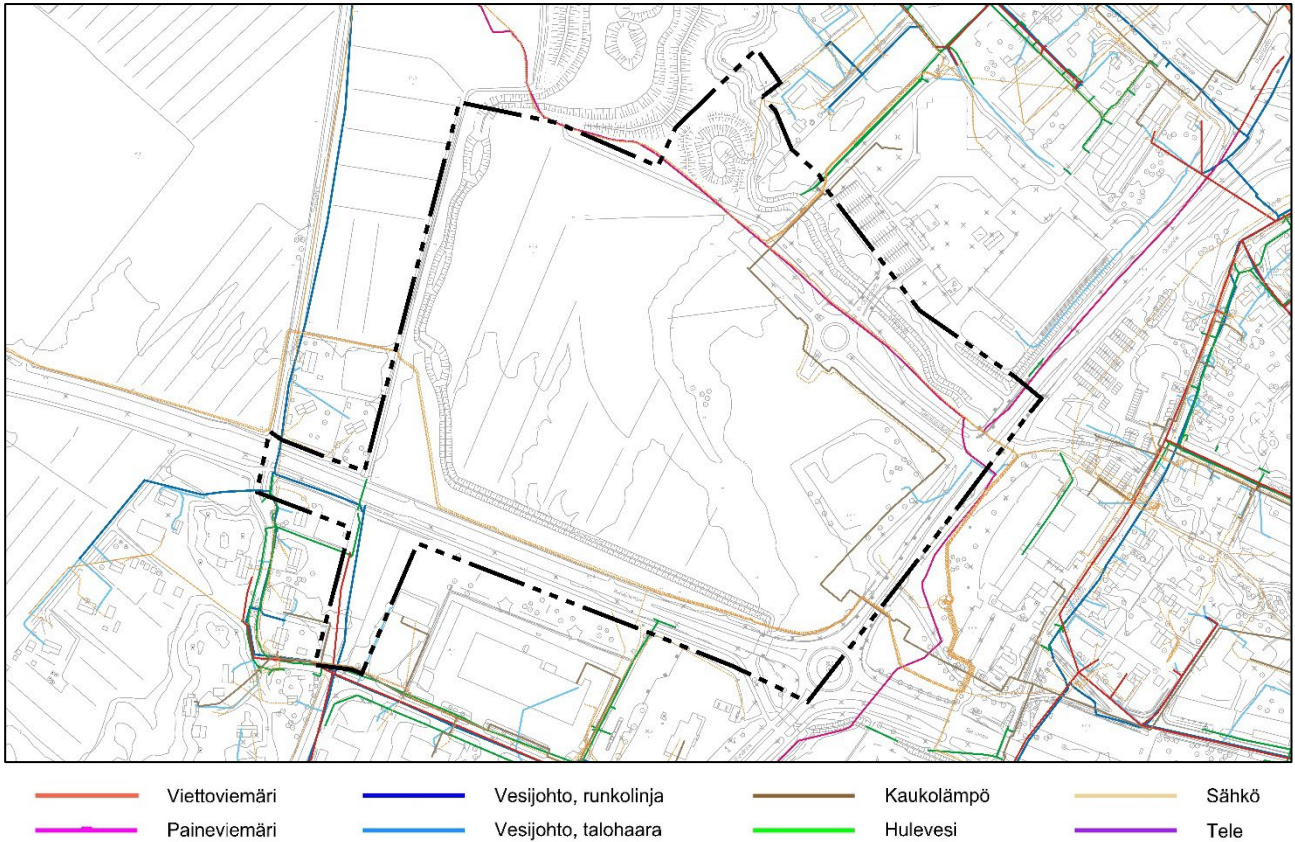 Viettoviemäri
Vesijohto, runkolinja
Kaukolämpö
Sähkö
Paineviemäri
Vesijohto, talohaara
Hulevesi
Tele